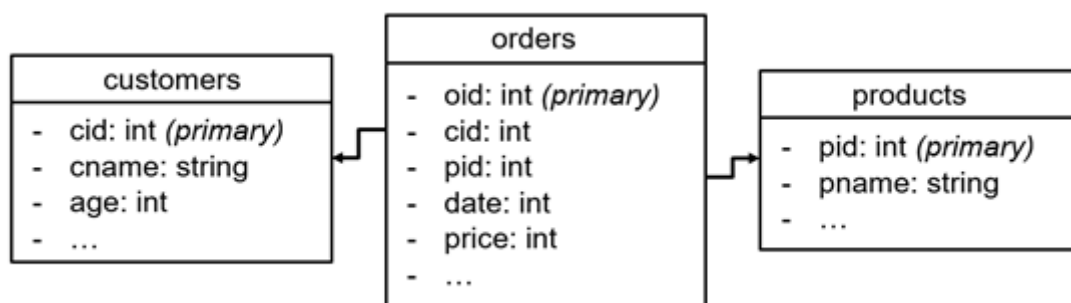 customers
- cid: int (primary)
- cname: string
- age: int
- …
orders
- oid: int (primary)
- cid: int
- pid: int
- date: int
- price: int
- …
products
- pid: int (primary)
- pname: string
- …